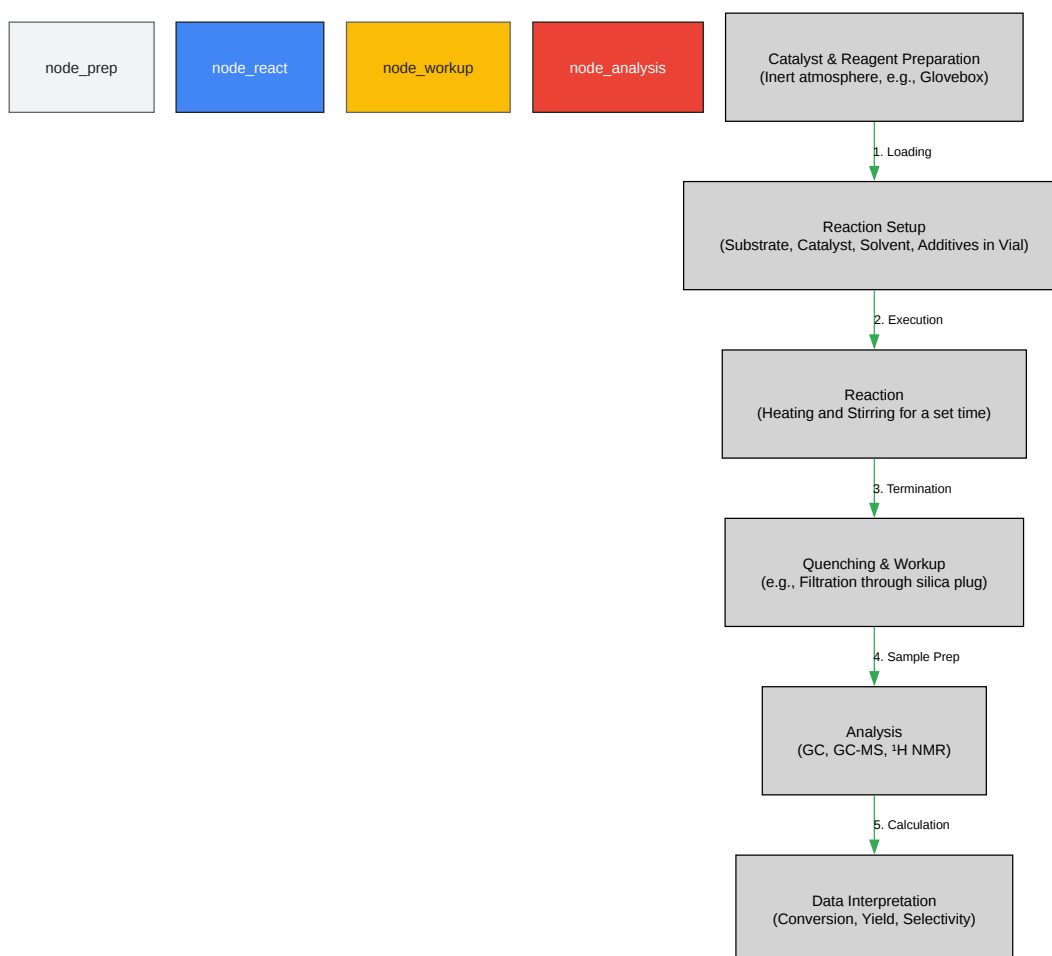 node_prep
node_react
node_workup
node_analysis
Catalyst & Reagent Preparation
(Inert atmosphere, e.g., Glovebox)
1. Loading
Reaction Setup
(Substrate, Catalyst, Solvent, Additives in Vial)
2. Execution
Reaction
(Heating and Stirring for a set time)
3. Termination
Quenching & Workup
(e.g., Filtration through silica plug)
4. Sample Prep
Analysis
(GC, GC-MS, ¹H NMR)
5. Calculation
Data Interpretation
(Conversion, Yield, Selectivity)